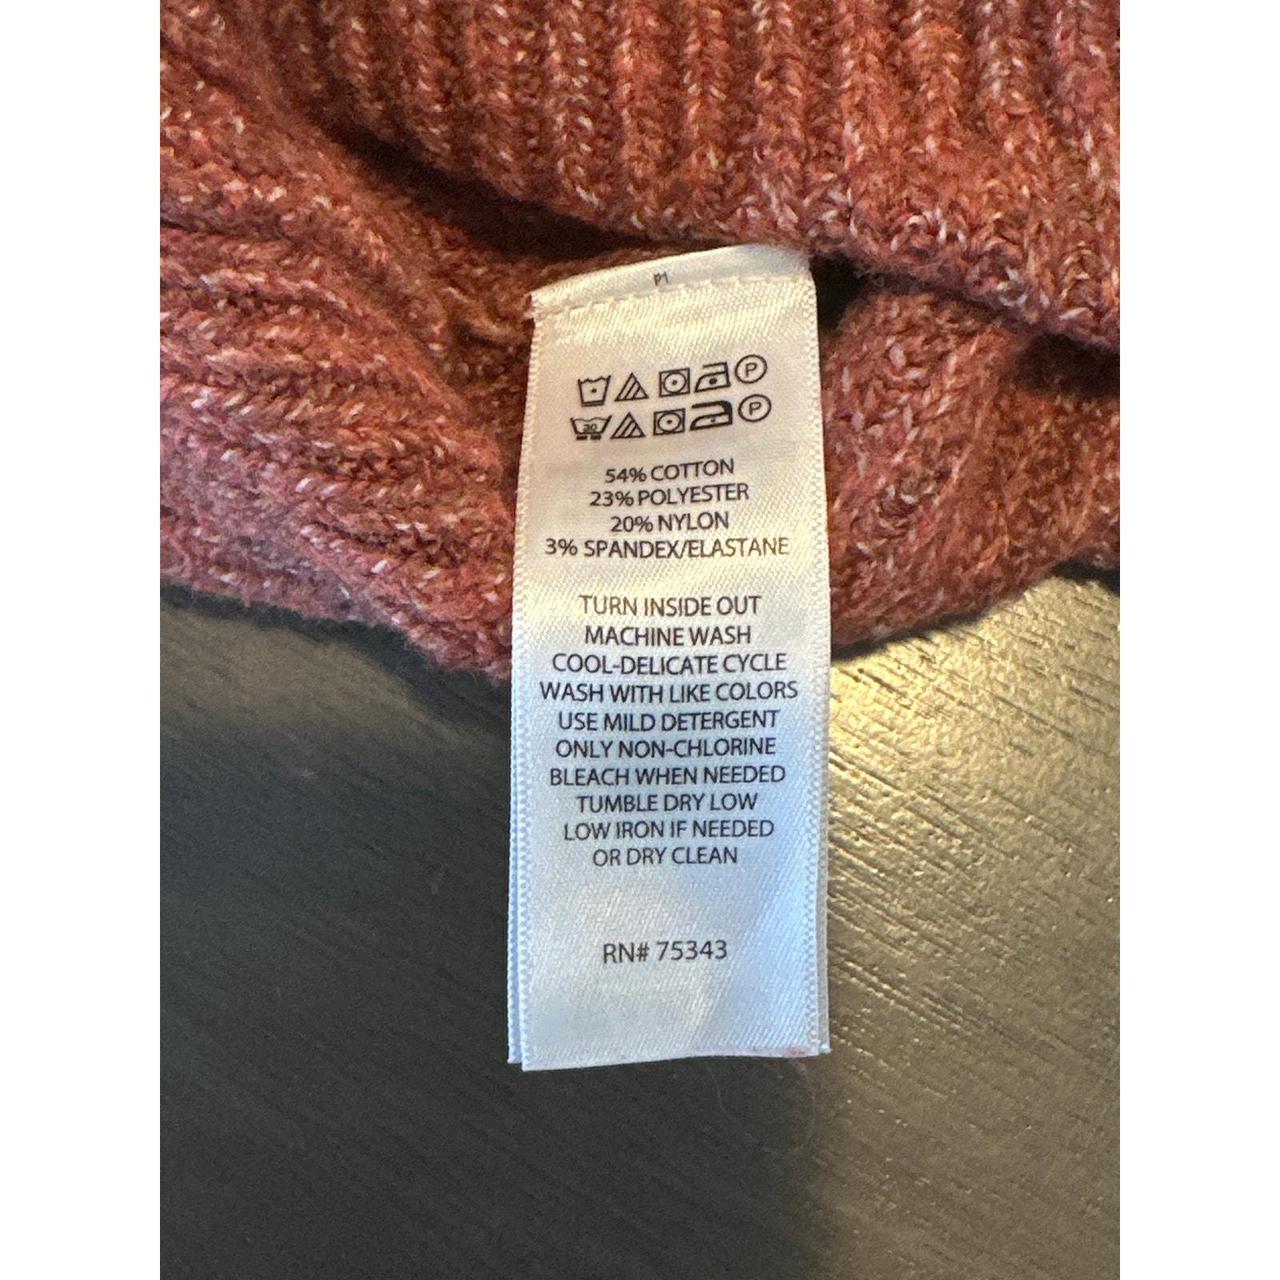 P1
P
30 P
54% COTTON
23% POLYESTER
20% NYLON
3% SPANDEX/ELASTANE
TURN INSIDE OUT
MACHINE WASH
COOL-DELICATE CYCLE
WASH WITH LIKE COLORS
USE MILD DETERGENT
ONLY NON-CHLORINE
BLEACH WHEN NEEDED
TUMBLE DRY LOW
LOW IRON IF NEEDED
OR DRY CLEAN
RN# 75343